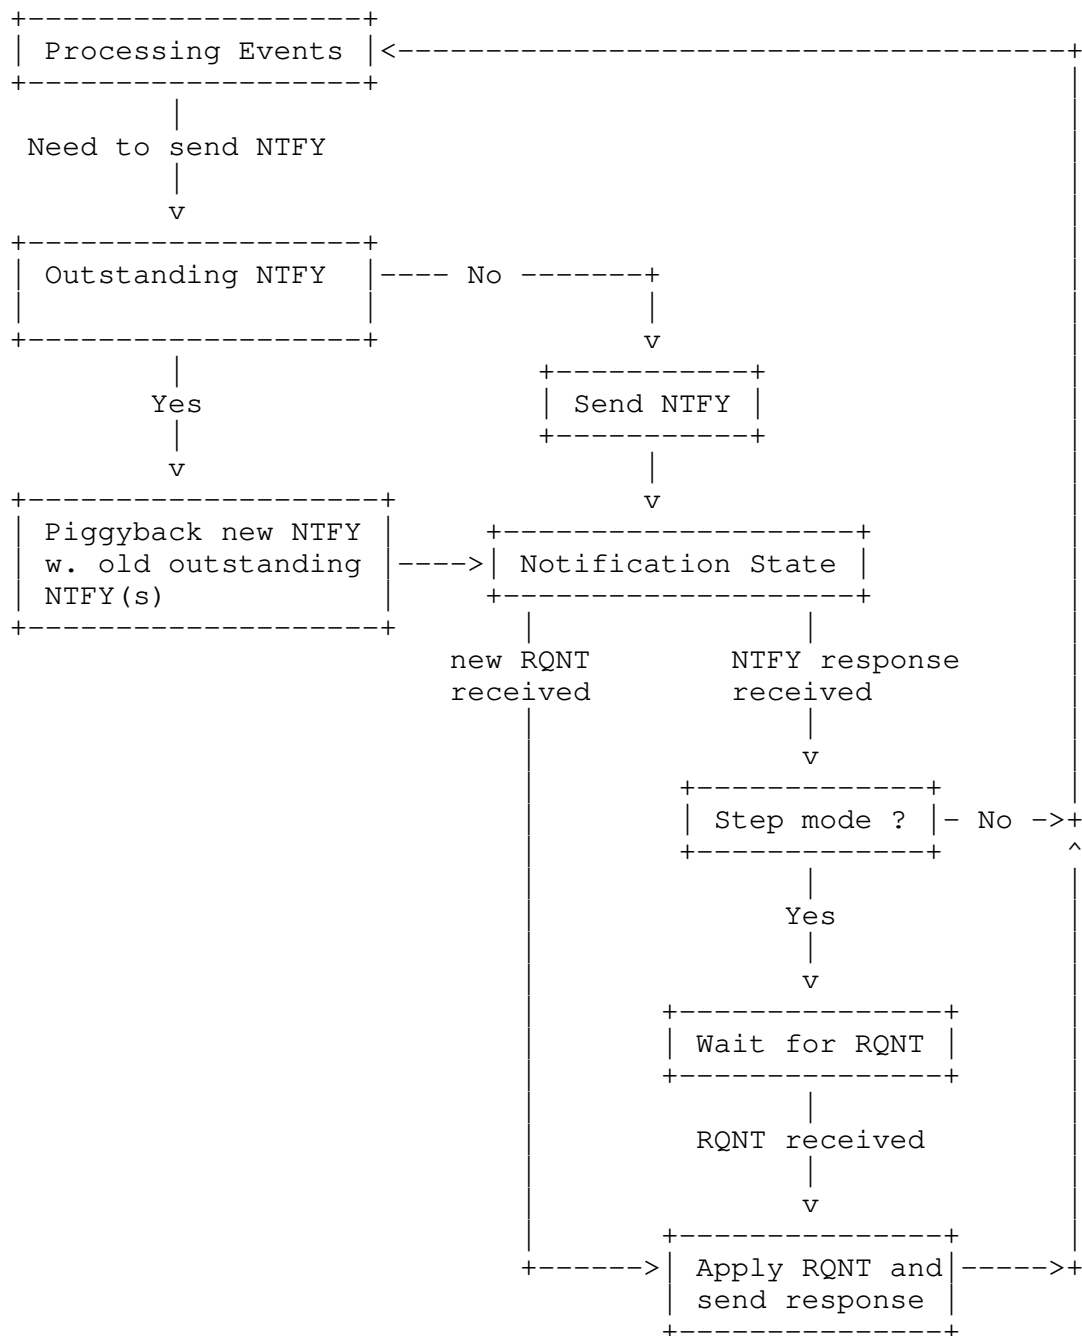 Processing Events
Need to send NTFY
Outstanding NTFY
No
Yes
Send NTFY
Piggyback new NTFY
w. old outstanding
NTFY(s)
Notification State
new RQNT
received
NTFY response
received
Step mode ?
No
Yes
Wait for RQNT
RQNT received
Apply RQNT and
send response